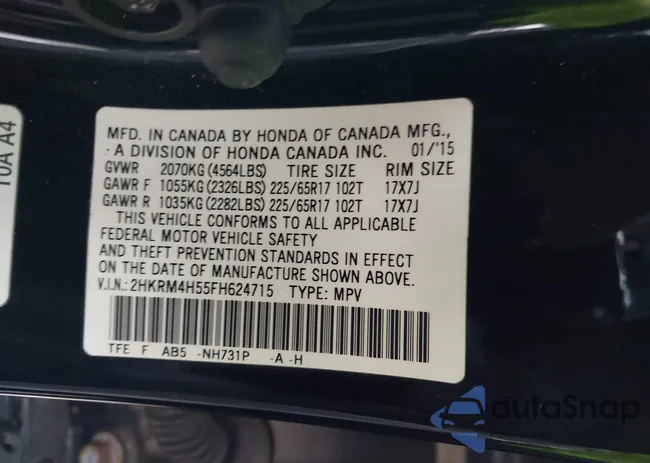 MFD. IN CANADA BY HONDA OF CANADA MFG.,
A DIVISION OF HONDA CANADA INC. 01/'15
GVWR 2070KG(4564LBS) TIRE SIZE RIM SIZE
GAWR F 1055KG(2326LBS) 225/65R17 102T 17X7J
GAWR R 1035KG(2282LBS) 225/65R17 102T 17X7J
THIS VEHICLE CONFORMS TO ALL APPLICABLE
FEDERAL MOTOR VEHICLE SAFETY
AND THEFT PREVENTION STANDARDS IN EFFECT
ON THE DATE OF MANUFACTURE SHOWN ABOVE.
V.I.N.: 2HKRM4H55FH624715 TYPE: MPV
TFE F AB5 -NH731P -A -H
10A A4
autoSnap